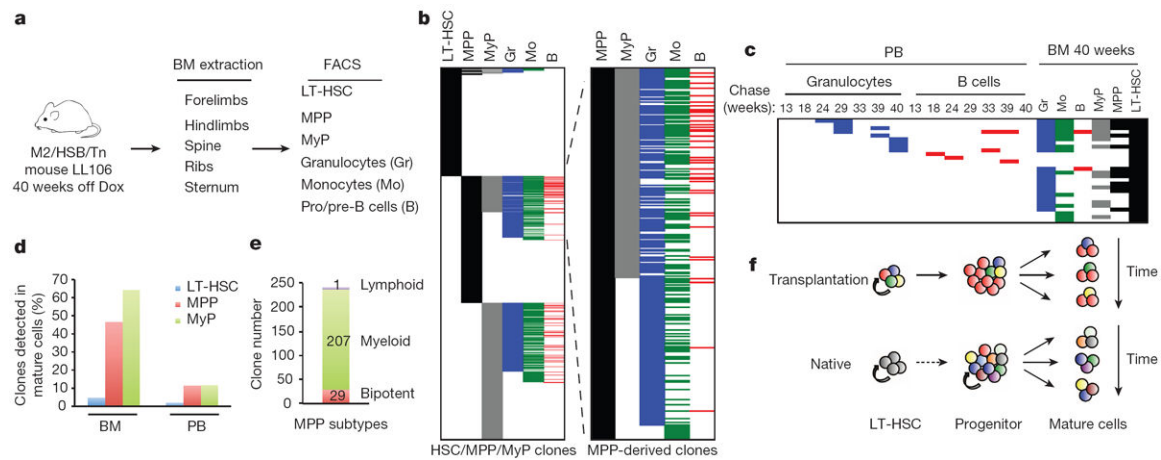 a
BM extraction
FACS
Forelimbs
Hindlimbs
Spine
Ribs
Sternum
LT-HSC
MPP
MyP
Granulocytes (Gr)
Monocytes (Mo)
Pro/pre-B cells (B)
M2/HSB/Tn
mouse LL106
40 weeks off Dox
b
LT-HSC
MPP
MyP
Gr
Mo
B
MPP
MyP
Gr
Mo
B
HSC/MPP/MyP clones
MPP-derived clones
c
PB
BM 40 weeks
Granulocytes
B cells
Chase
(weeks):
13 18 24 29 33 39 40
13 18 24 29 33 39 40
Gr
Mo
B
MyP
MPP
LT-HSC
d
Clones detected in
mature cells (%)
70
60
50
40
30
20
10
0
LT-HSC
MPP
MyP
BM
PB
e
Clone number
250
200
150
100
50
0
1
207
29
Lymphoid
Myeloid
Bipotent
MPP subtypes
f
Transplantation
Time
Native
Time
LT-HSC
Progenitor
Mature cells